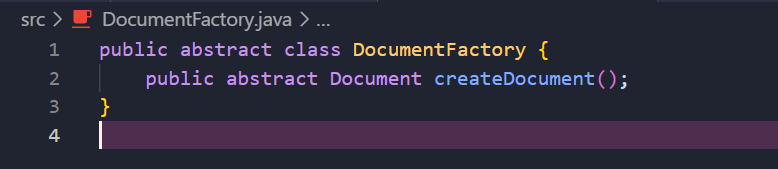 src > DocumentFactory.java > ...
1 public abstract class DocumentFactory {
2     public abstract Document createDocument();
3 }
4